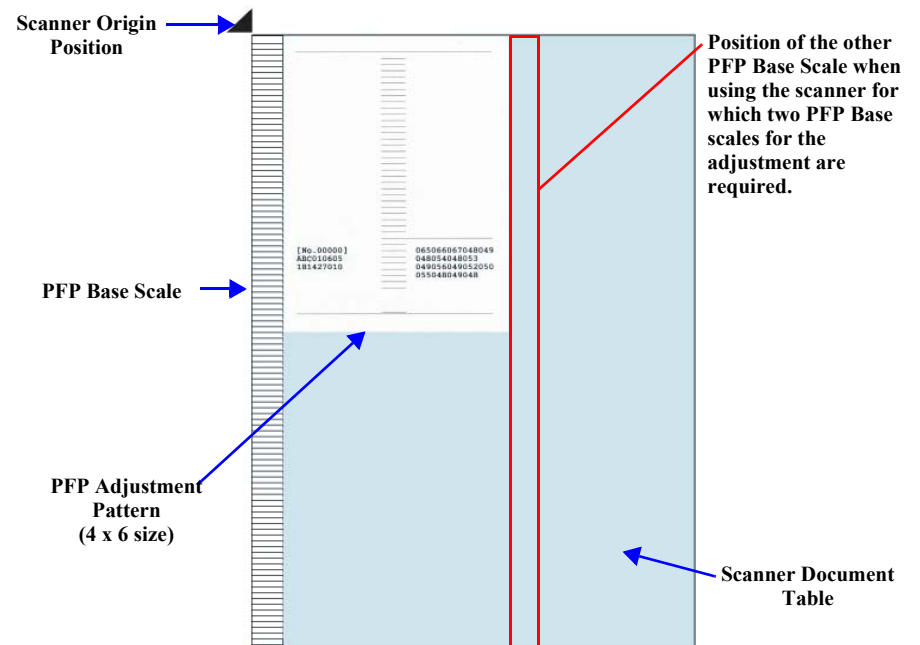 Scanner Origin
Position
Position of the other
PFP Base Scale when
using the scanner for
which two PFP Base
scales for the
adjustment are
required.
[No.00000]
ABC010605
181427010
065066067048049
048054048053
049056049052050
055048049048
PFP Base Scale
PFP Adjustment
Pattern
(4 x 6 size)
Scanner Document
Table